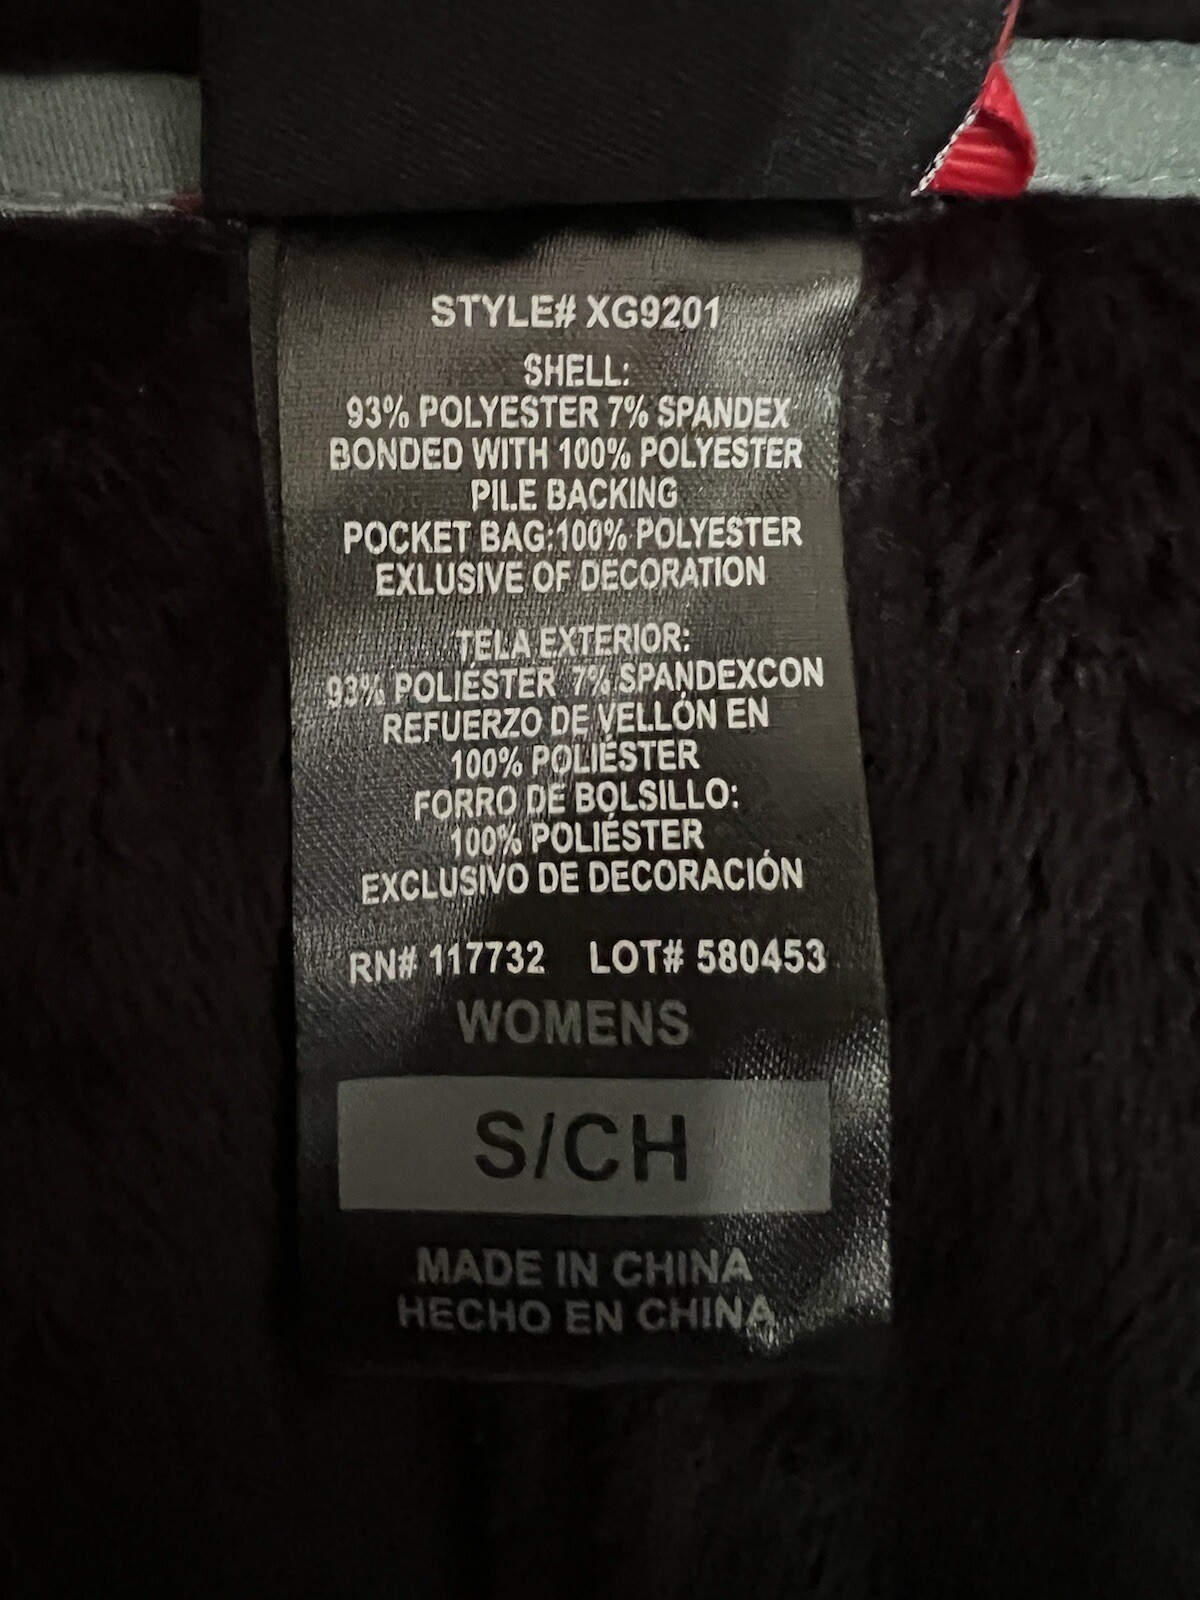 STYLE# XG9201
SHELL:
93% POLYESTER 7% SPANDEX
BONDED WITH 100% POLYESTER
PILE BACKING
POCKET BAG:100% POLYESTER
EXLUSIVE OF DECORATION
TELA EXTERIOR:
93% POLIÉSTER 7% SPANDEXCON
REFUERZO DE VELLÓN EN
100% POLIÉSTER
FORRO DE BOLSILLO:
100% POLIÉSTER
EXCLUSIVO DE DECORACIÓN
RN# 117732 LOT# 580453
WOMENS
S/CH
MADE IN CHINA
HECHO EN CHINA